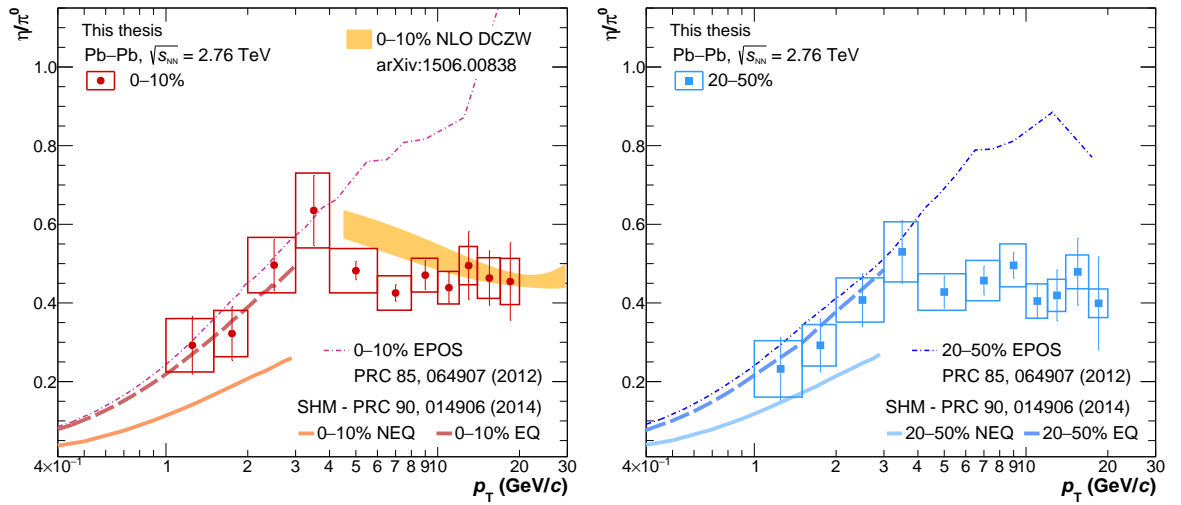 η/π⁰
This thesis
Pb–Pb, √sNN = 2.76 TeV
0–10%
0–10% NLO DCZW
arXiv:1506.00838
1.0
0.8
0.6
0.4
0.2
0–10% EPOS
PRC 85, 064907 (2012)
SHM - PRC 90, 014906 (2014)
0–10% NEQ 0–10% EQ
4×10⁻¹ 1 2 3 4 5 6 7 8 910 20 30
pT (GeV/c)
η/π⁰
This thesis
Pb–Pb, √sNN = 2.76 TeV
20–50%
1.0
0.8
0.6
0.4
0.2
20–50% EPOS
PRC 85, 064907 (2012)
SHM - PRC 90, 014906 (2014)
20–50% NEQ 20–50% EQ
4×10⁻¹ 1 2 3 4 5 6 7 8 910 20 30
pT (GeV/c)